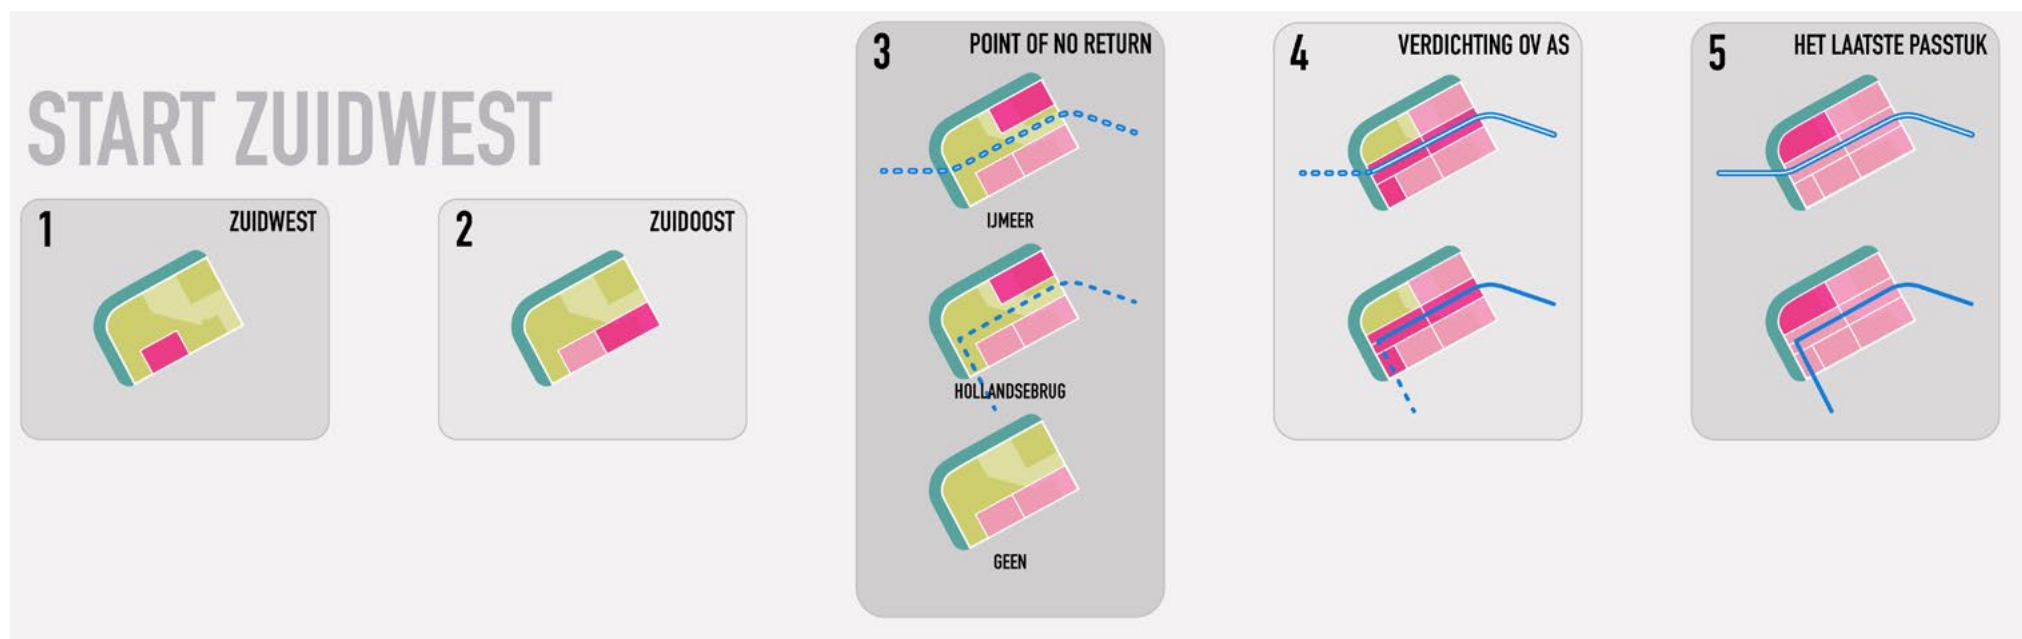 START ZUIDWEST
1 ZUIDWEST
2 ZUIDOOST
3 POINT OF NO RETURN
IJMEER
HOLLANDSEBRUG
GEEN
4 VERDICHTING OV AS
5 HET LAATSTE PASSTUK